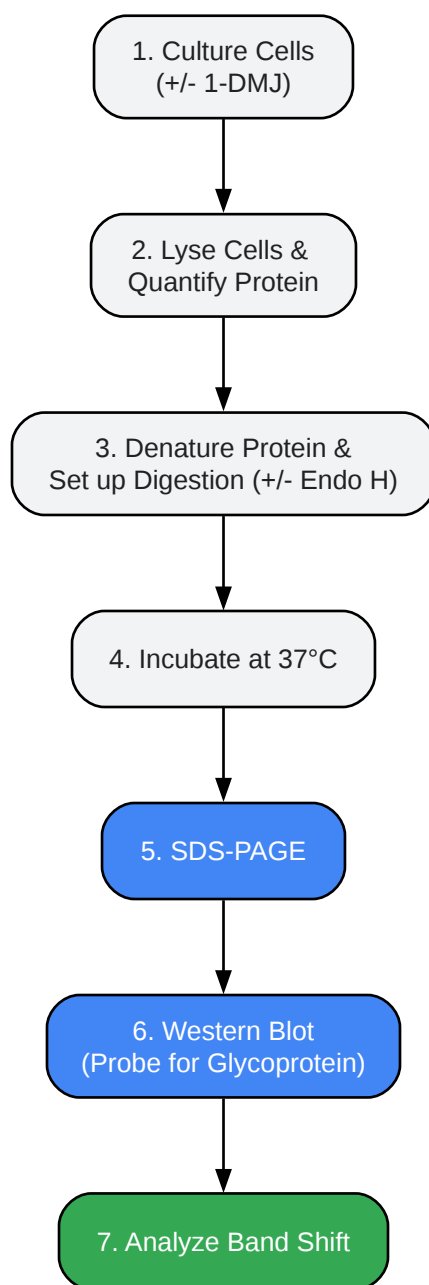 1. Culture Cells
(+/- 1-DMJ)
2. Lyse Cells &
Quantify Protein
3. Denature Protein &
Set up Digestion (+/- Endo H)
4. Incubate at 37°C
5. SDS-PAGE
6. Western Blot
(Probe for Glycoprotein)
7. Analyze Band Shift